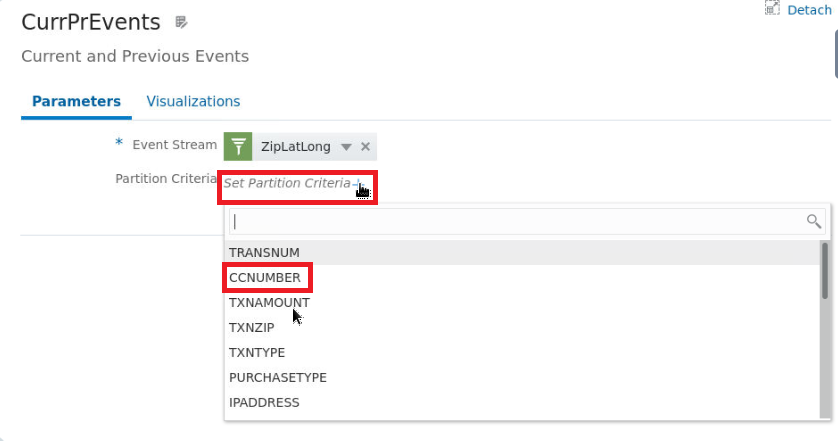 CurrPrEvents
Detach
Current and Previous Events
Parameters Visualizations
* Event Stream ZipLatLong
Partition Criteria Set Partition Criteria
TRANSNUM
CCNUMBER
TXNAMOUNT
TXNZIP
TXNTYPE
PURCHASETYPE
IPADDRESS